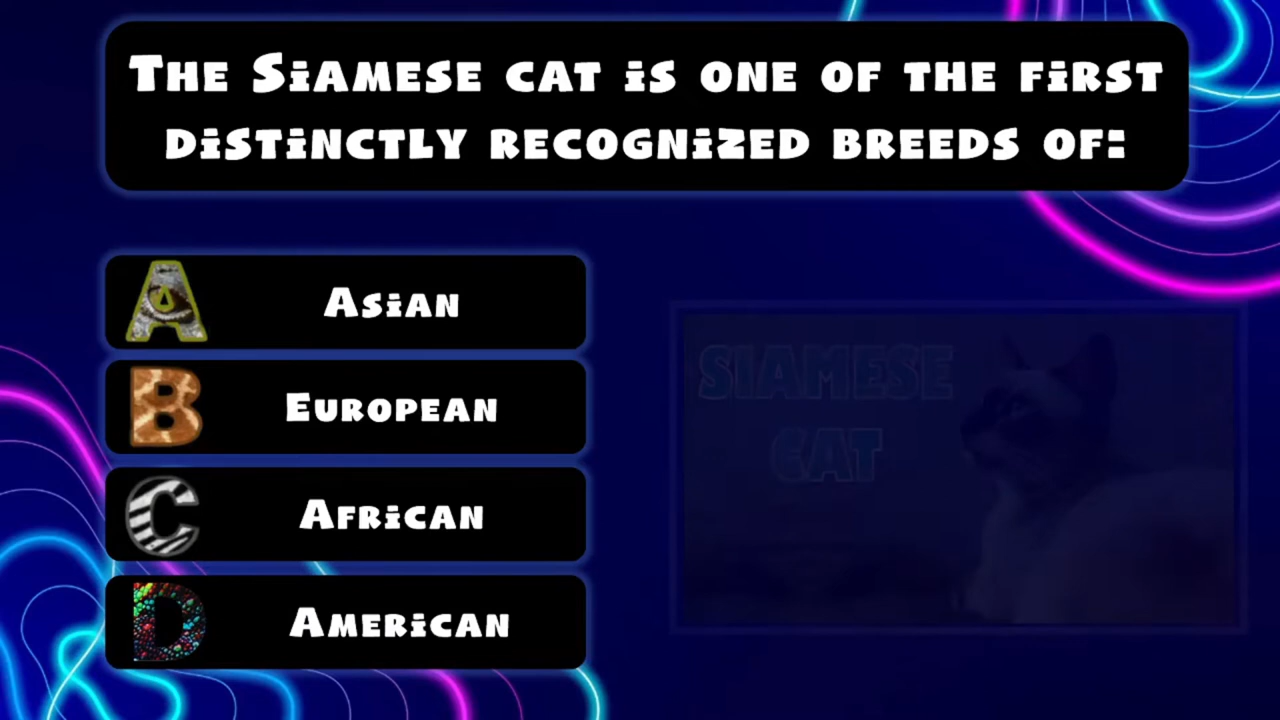 The Siamese cat is one of the first
distinctly recognized breeds of:
A Asian
B European
C African
D American
SIAMESE
CAT